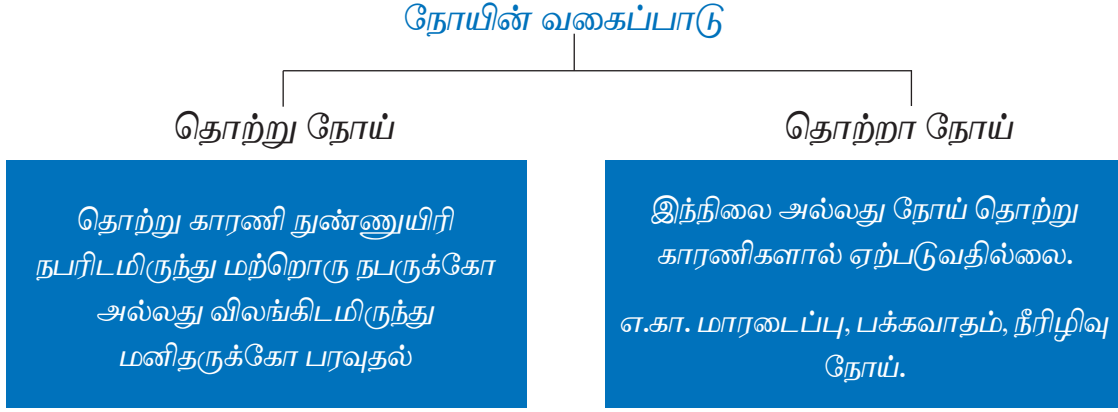 நோயின் வகைப்பாடு
தொற்று நோய்
தொற்று காரணி நுண்ணுயிரி
நபரிடமிருந்து மற்றொரு நபருக்கோ
அல்லது விலங்கிடமிருந்து
மனிதருக்கோ பரவுதல்
தொற்றா நோய்
இந்நிலை அல்லது நோய் தொற்று
காரணிகளால் ஏற்படுவதில்லை.
எ.கா. மாரடைப்பு, பக்கவாதம், நீரிழிவு
நோய்.